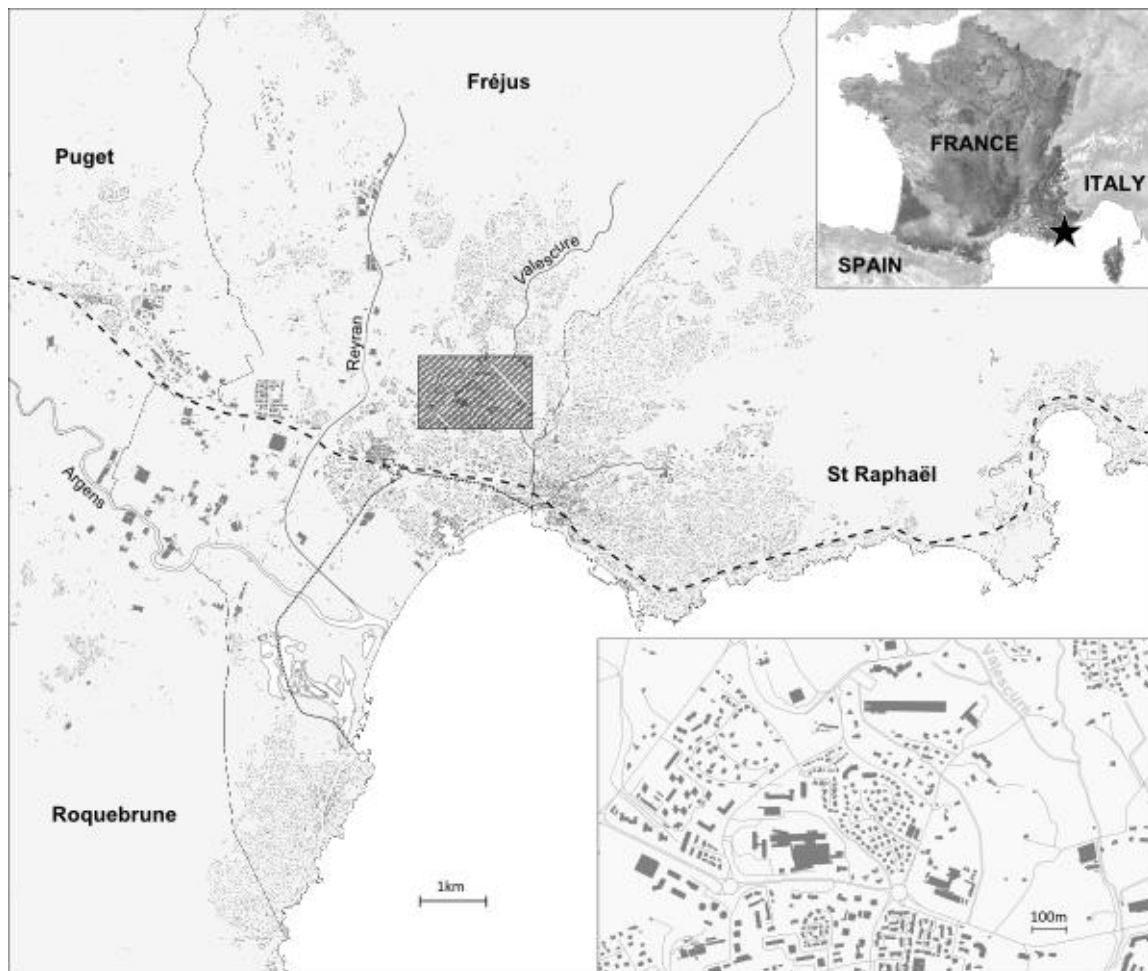 Fréjus
Puget
FRANCE
ITALY
SPAIN
Valescure
Reyran
Argens
St Raphaël
Roquebrune
1km
Valescure
100m